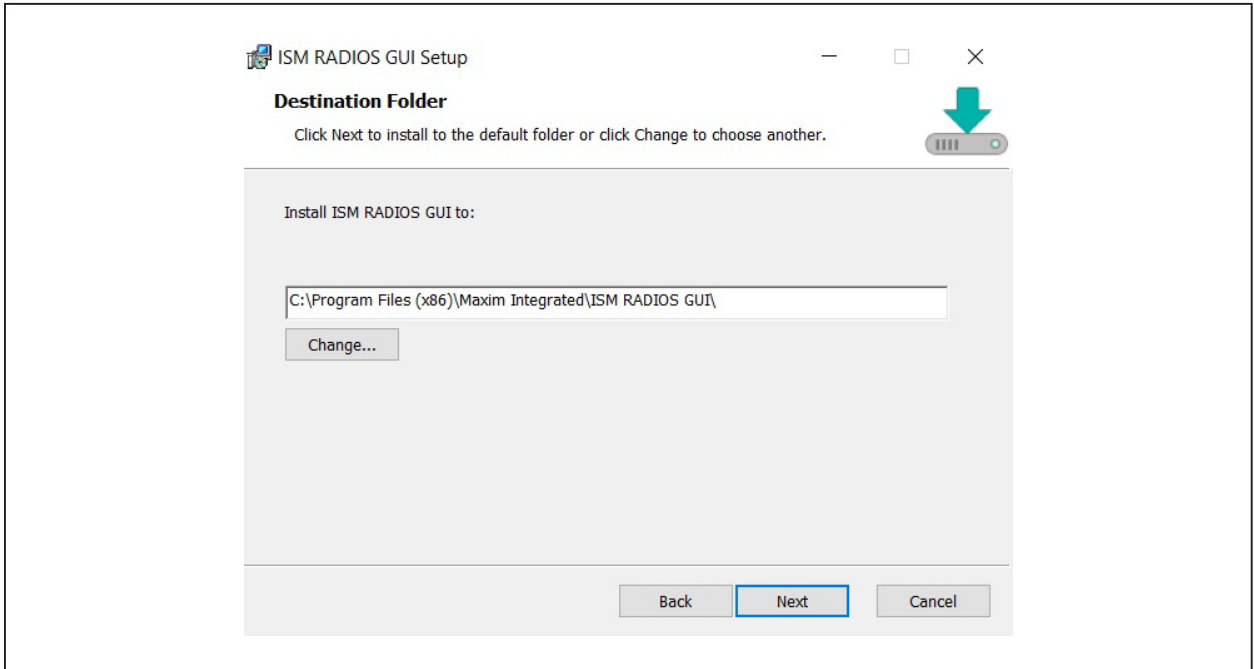 ISM RADIOS GUI Setup
Destination Folder
Click Next to install to the default folder or click Change to choose another.
Install ISM RADIOS GUI to:
C:\Program Files (x86)\Maxim Integrated\ISM RADIOS GUI\
Change...
Back Next Cancel